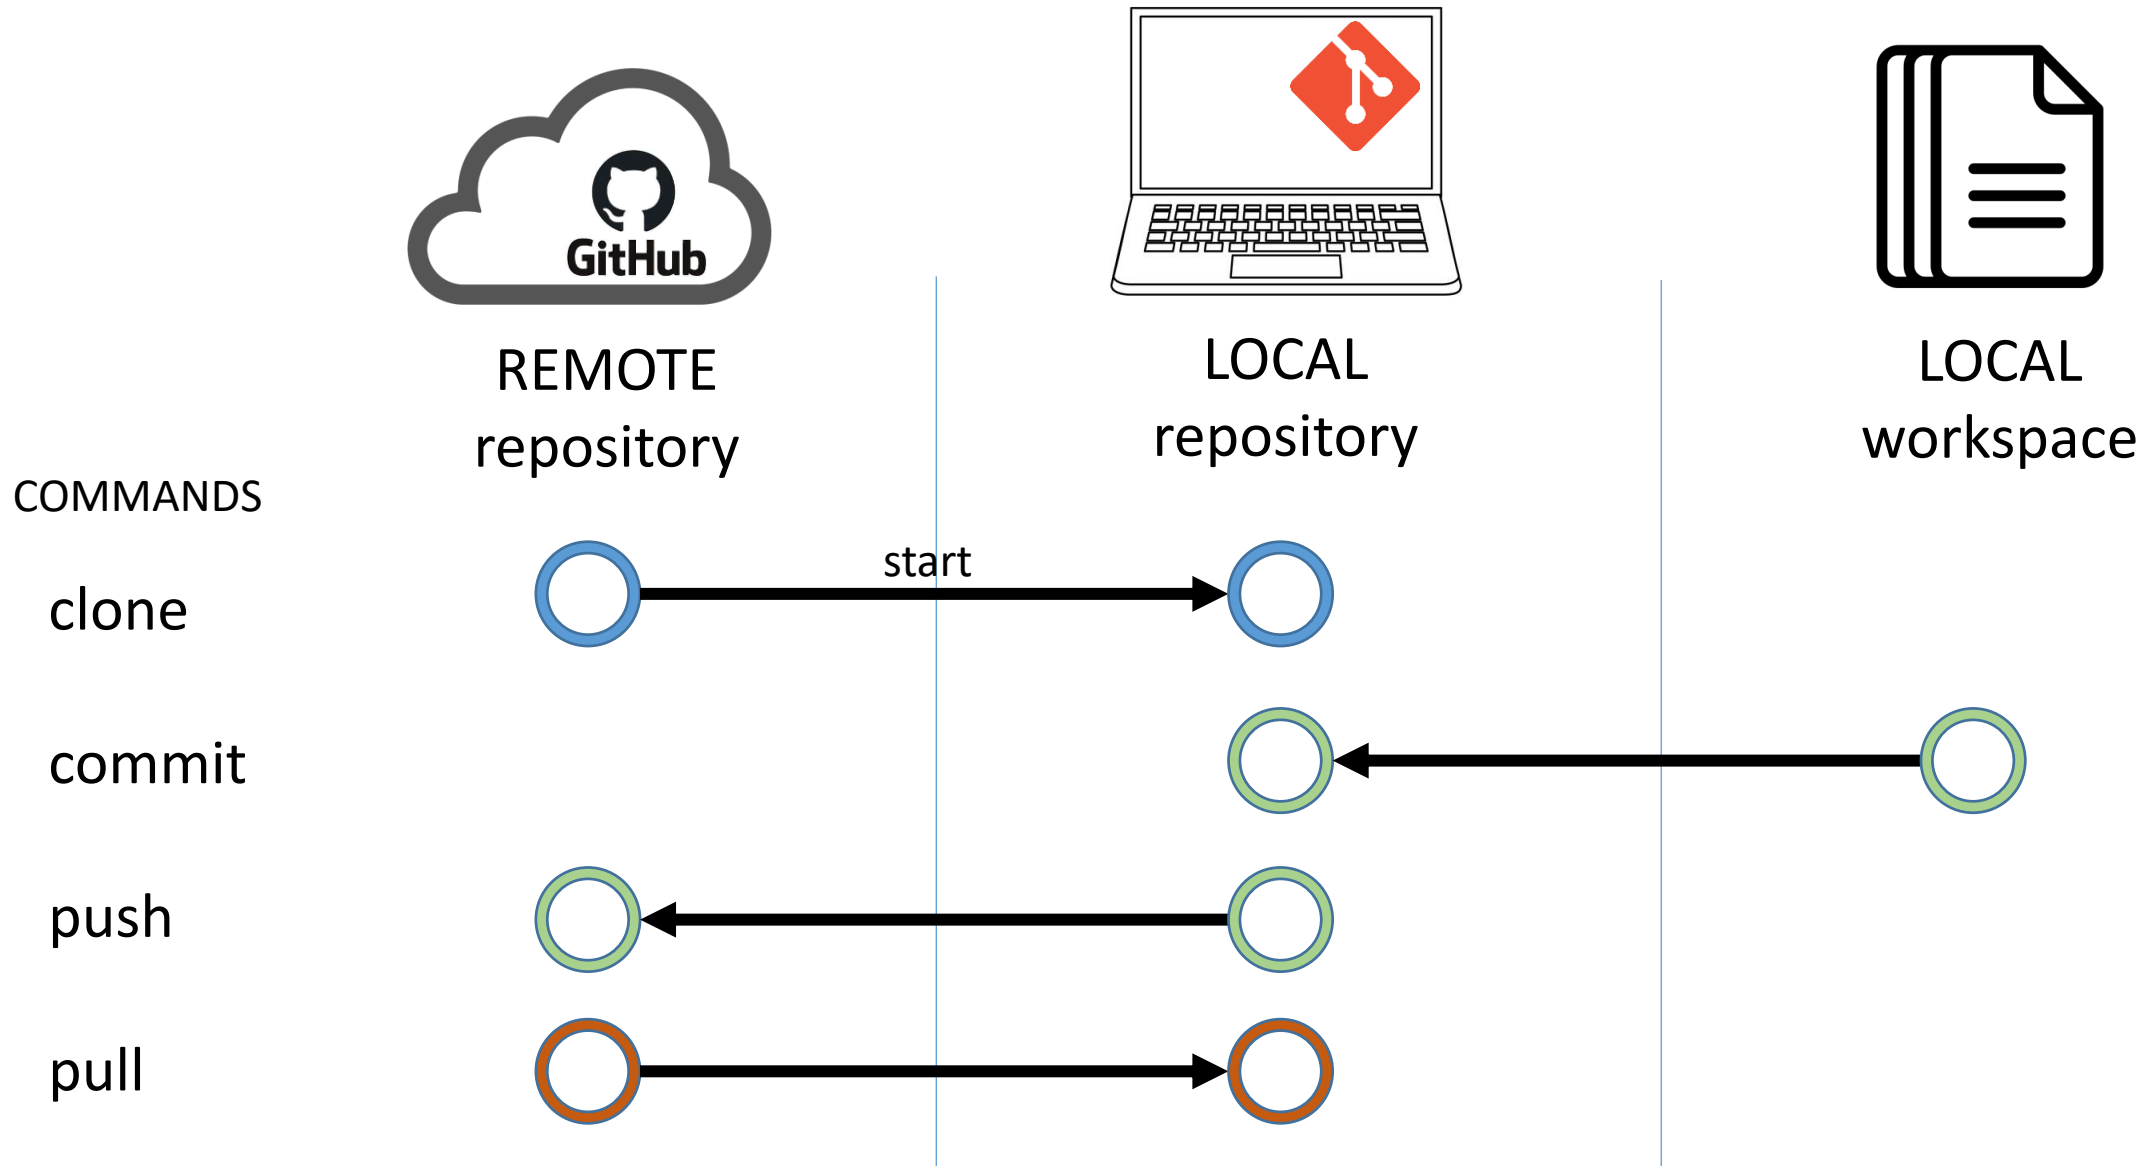 GitHub
REMOTE
repository
LOCAL
repository
LOCAL
workspace
COMMANDS
start
clone
commit
push
pull